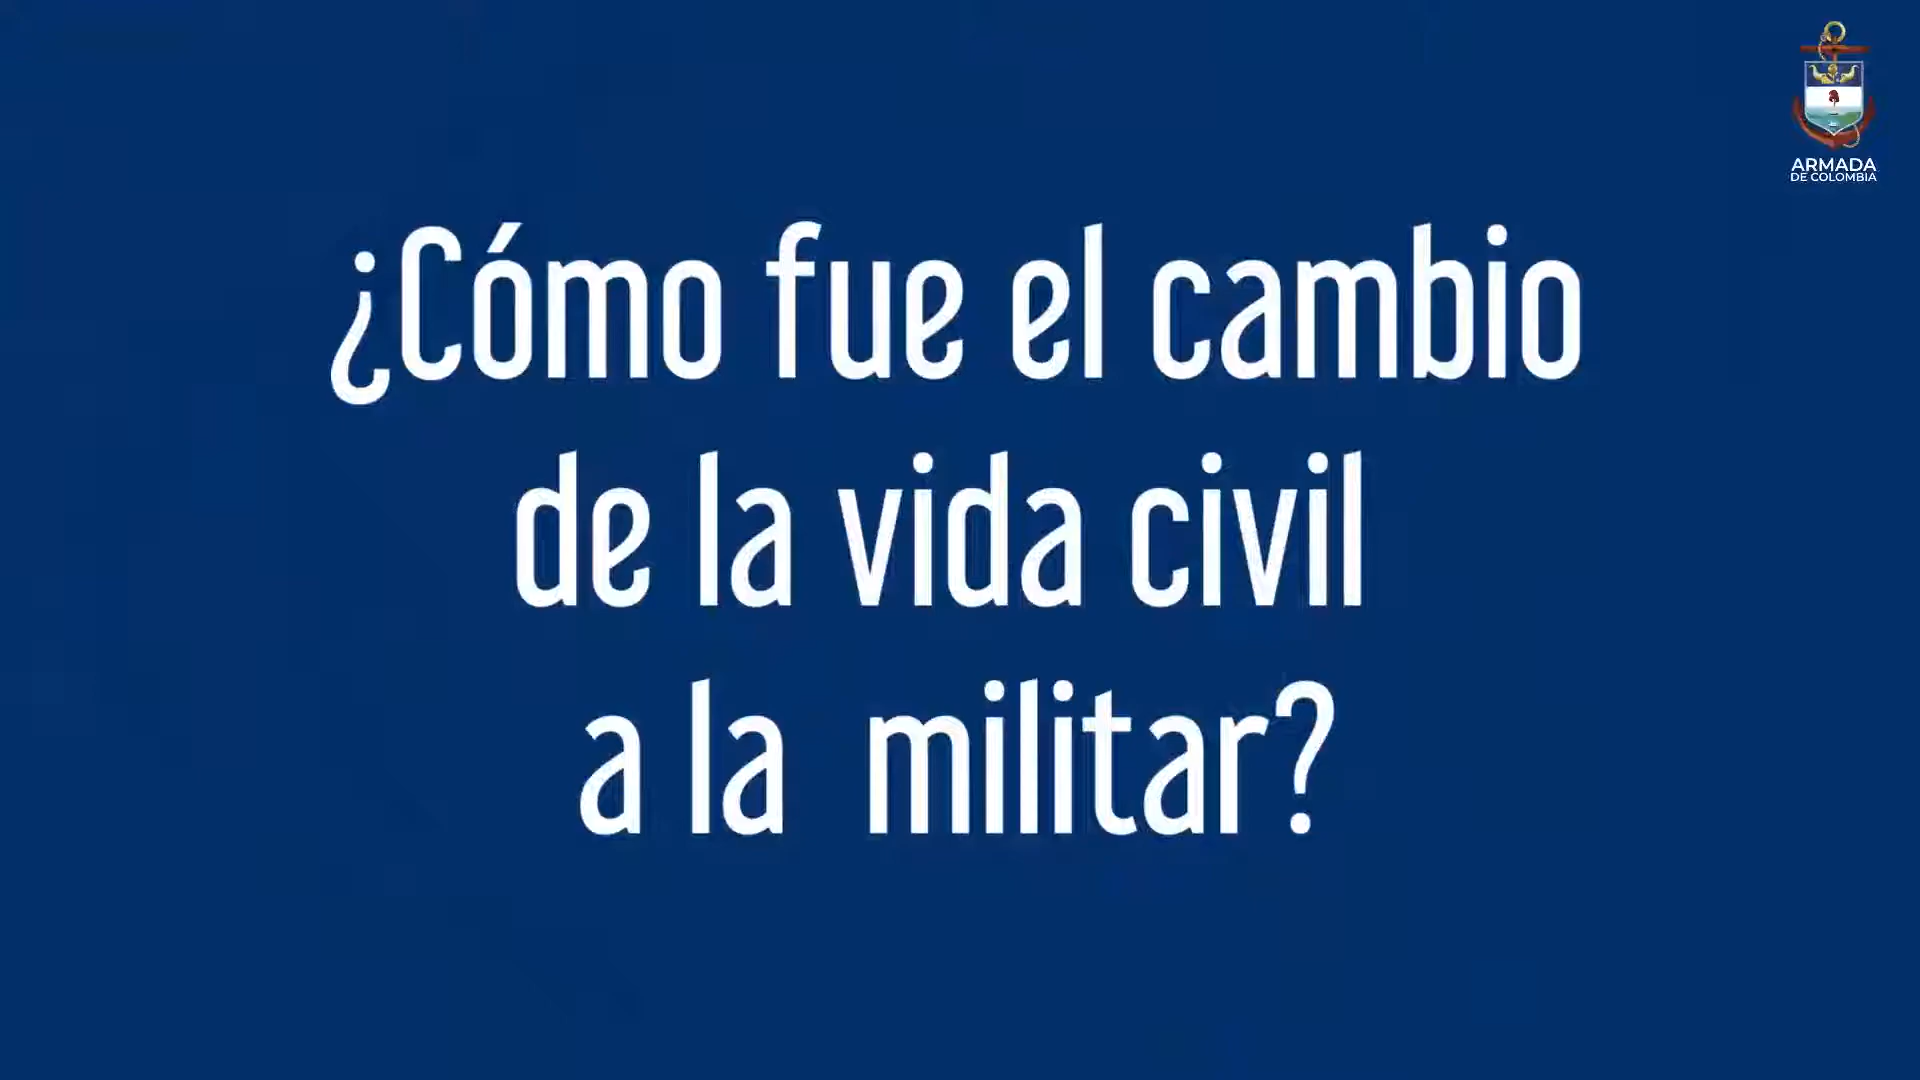 ARMADA
DE COLOMBIA
¿Cómo fue el cambio
de la vida civil
a la  militar?